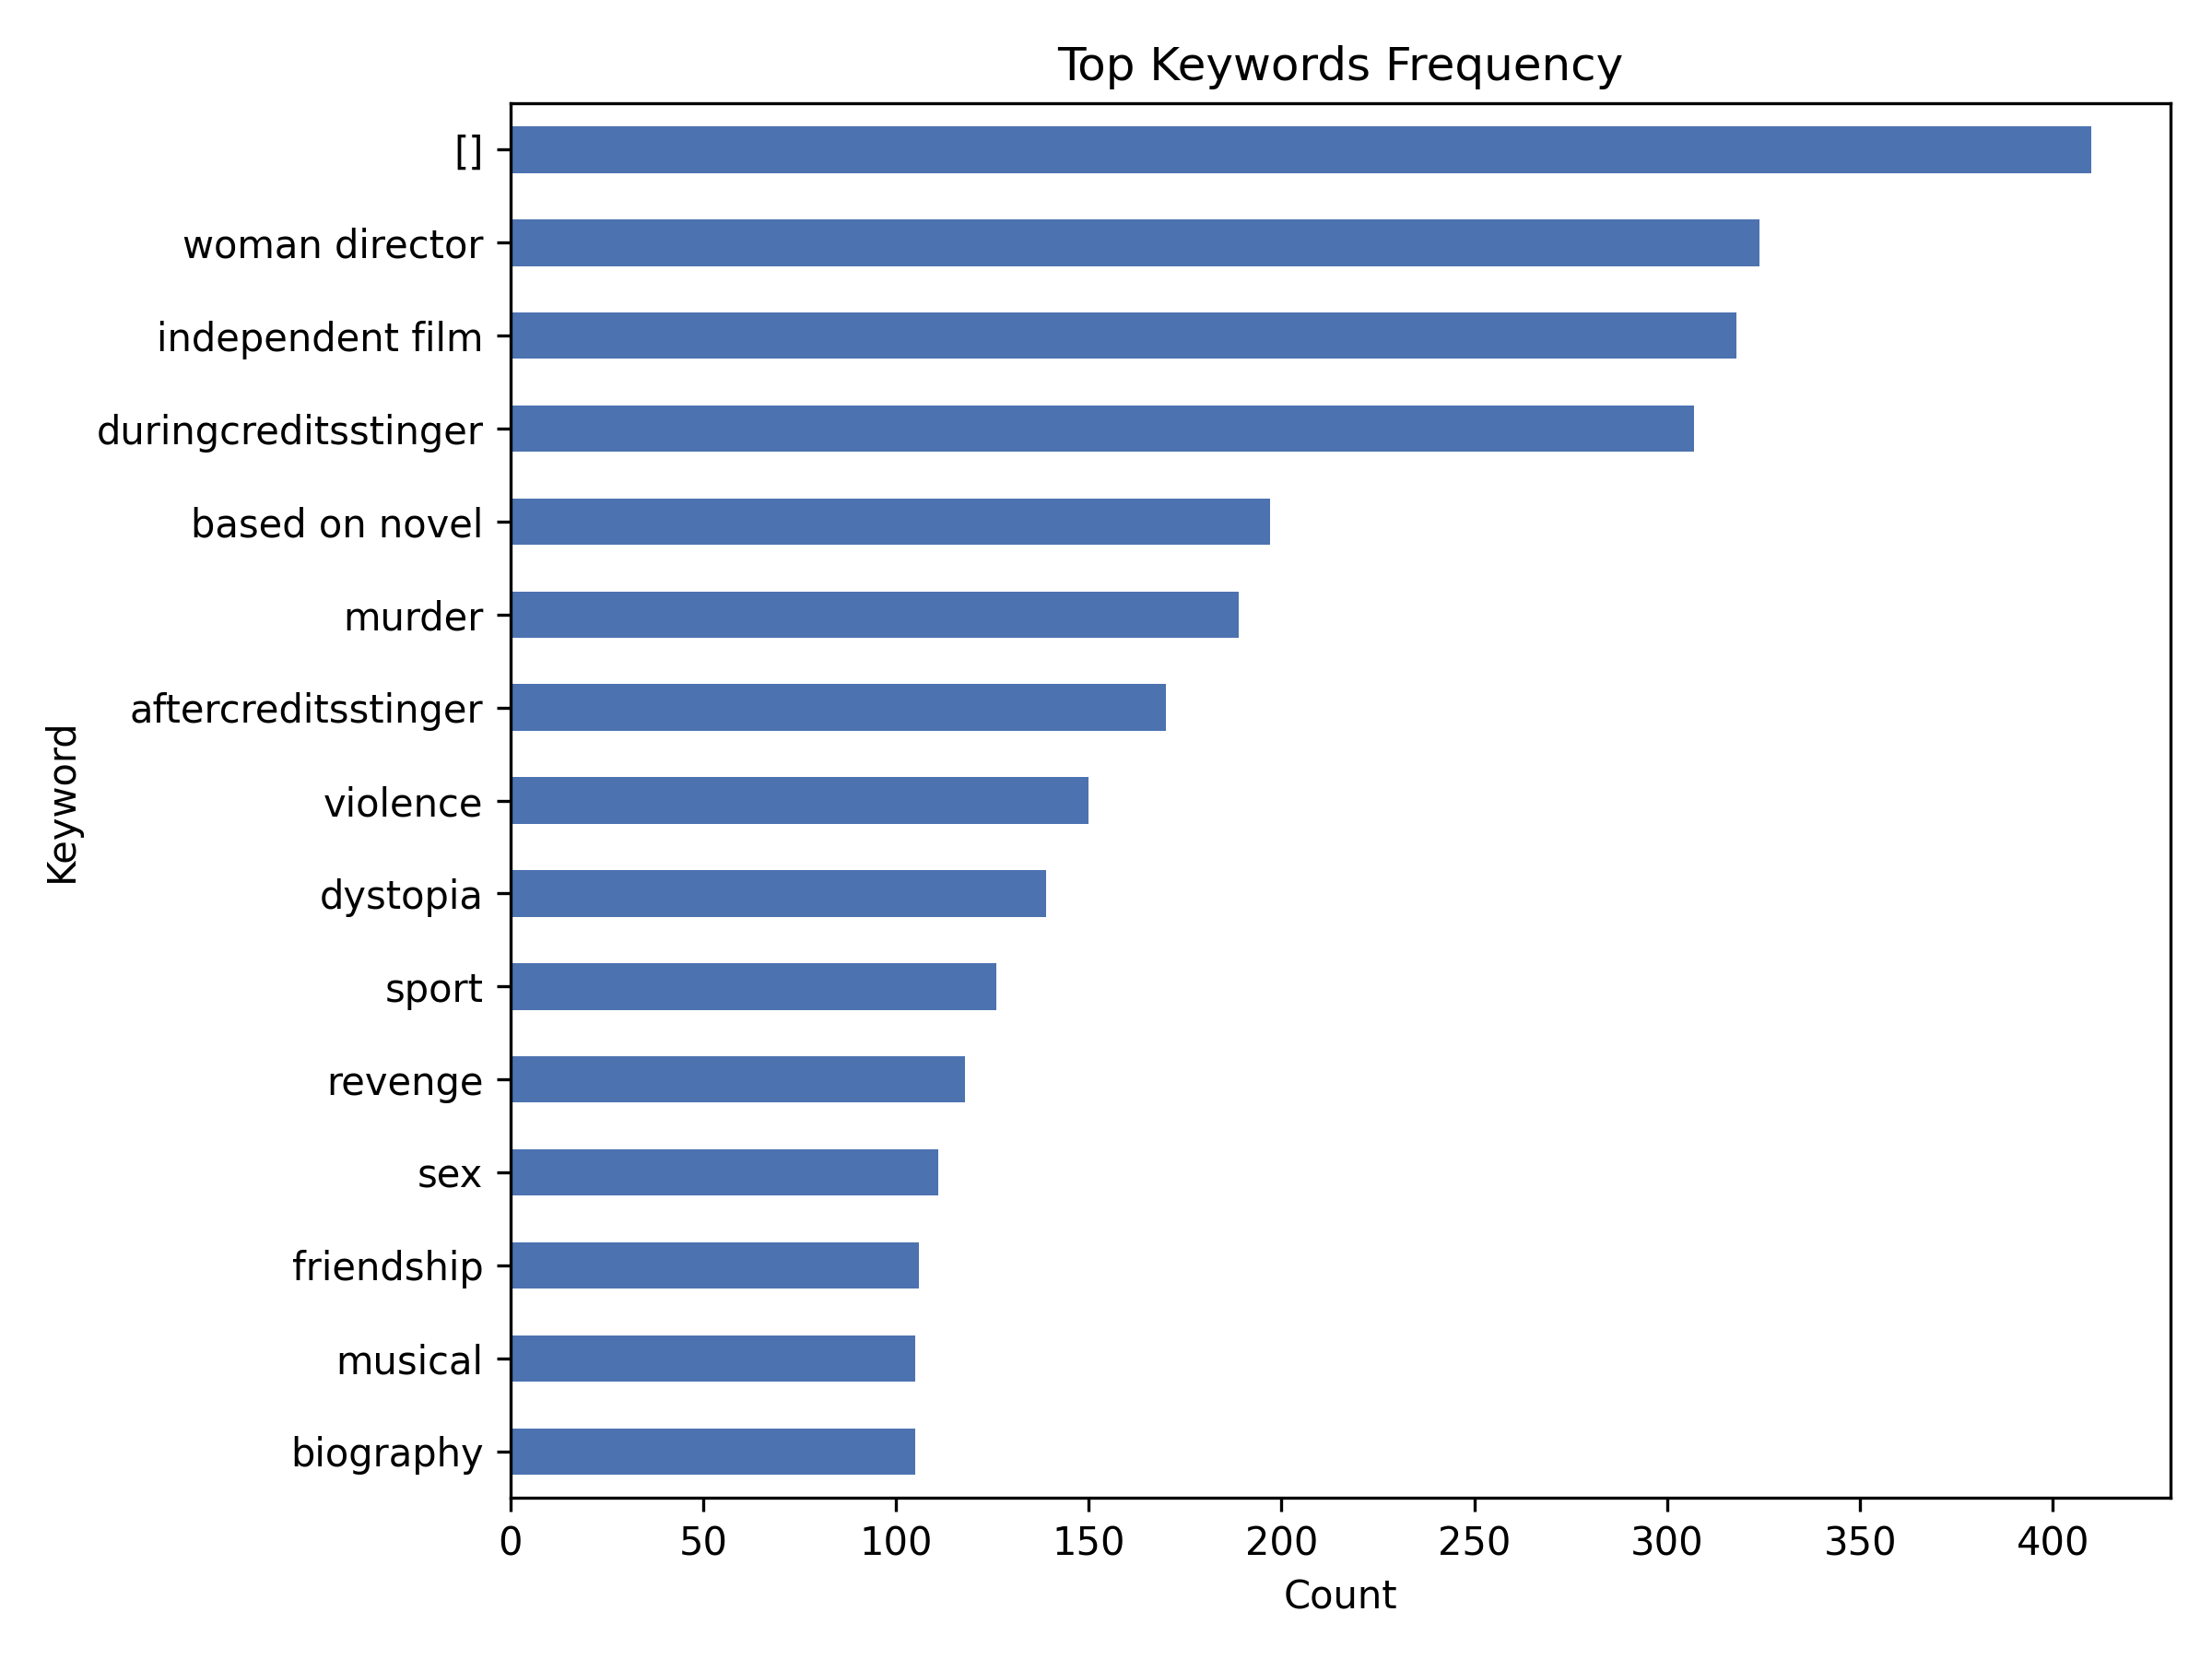 Top Keywords Frequency
[]
woman director
independent film
duringcreditsstinger
based on novel
murder
aftercreditsstinger
violence
dystopia
sport
revenge
sex
friendship
musical
biography
Keyword
0 50 100 150 200 250 300 350 400
Count